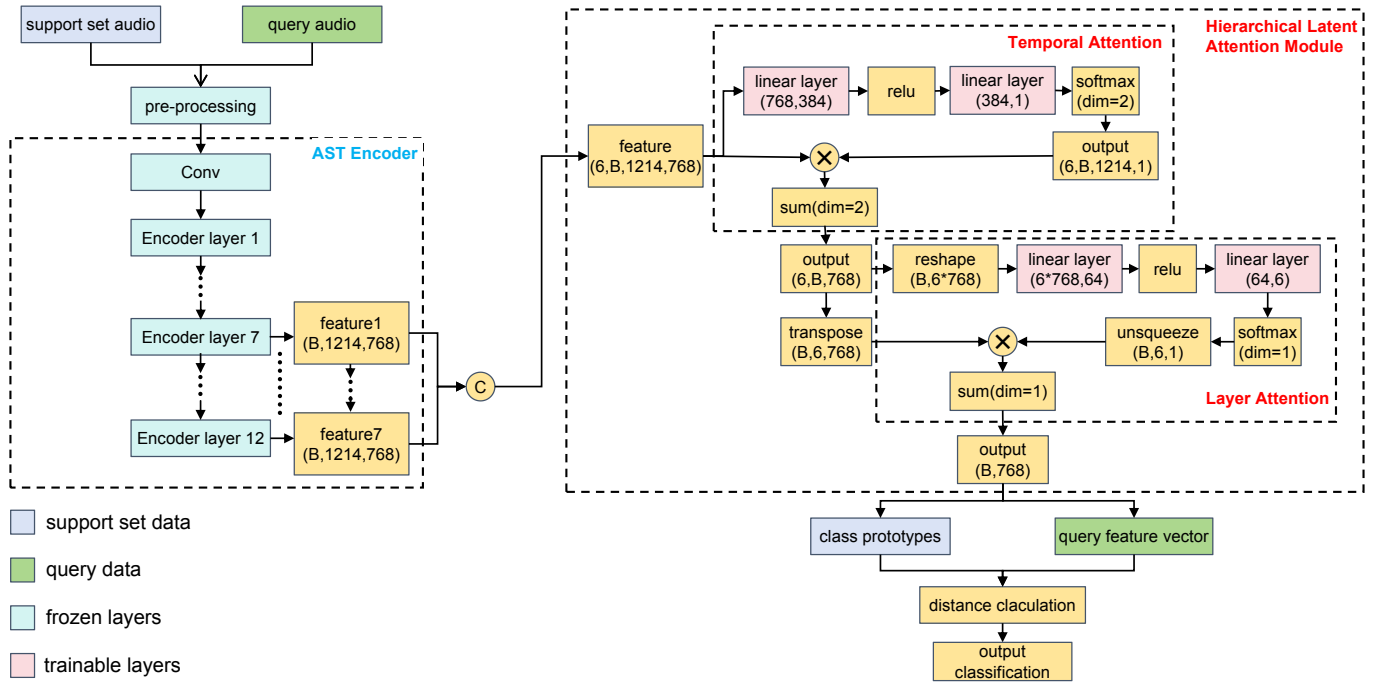 support set audio
query audio
pre-processing
AST Encoder
Conv
Encoder layer 1
Encoder layer 7
Encoder layer 12
feature1
(B,1214,768)
feature7
(B,1214,768)
C
Hierarchical Latent
Attention Module
Temporal Attention
feature
(6,B,1214,768)
linear layer
(768,384)
relu
linear layer
(384,1)
softmax
(dim=2)
output
(6,B,1214,1)
sum(dim=2)
output
(6,B,768)
reshape
(B,6*768)
linear layer
(6*768,64)
relu
linear layer
(64,6)
transpose
(B,6,768)
unsqueeze
(B,6,1)
softmax
(dim=1)
sum(dim=1)
Layer Attention
output
(B,768)
class prototypes
query feature vector
distance claculation
output
classification
support set data
query data
frozen layers
trainable layers